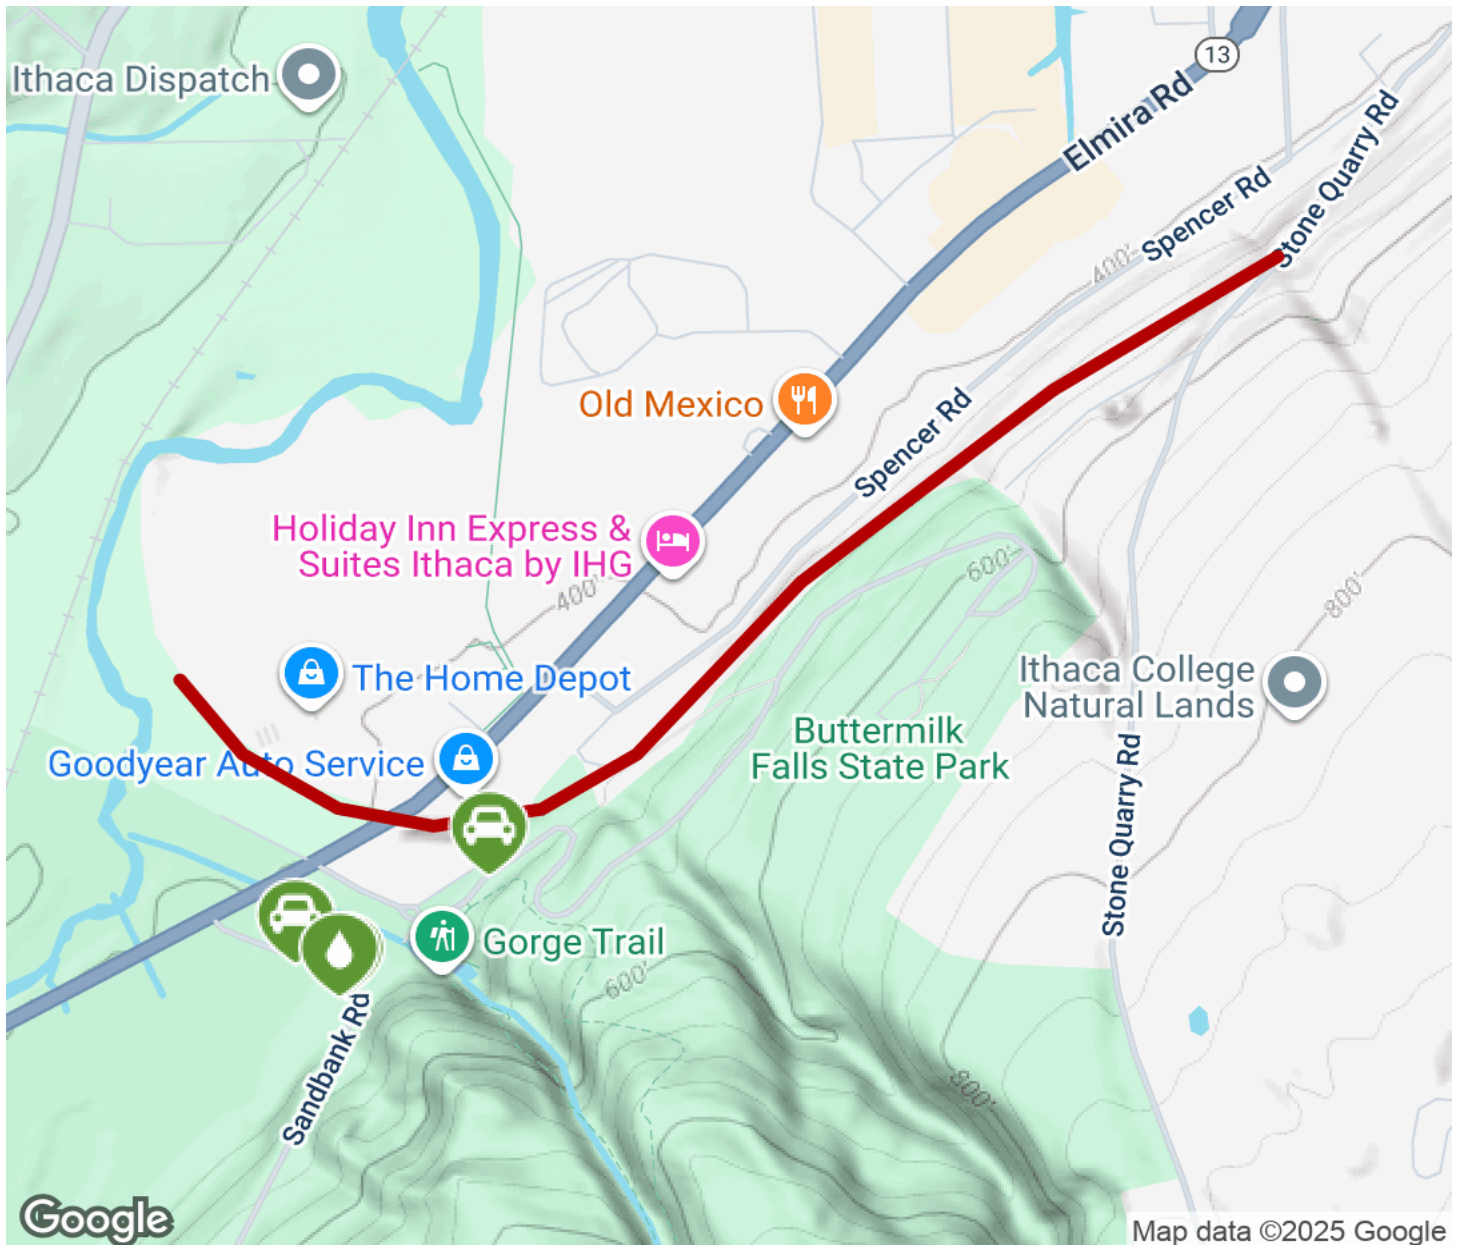 Ithaca Dispatch
13
Elmira Rd
Stone Quarry Rd
Spencer Rd
400'
Old Mexico
Spencer Rd
Holiday Inn Express &
Suites Ithaca by IHG
400'
600'
800'
The Home Depot
Ithaca College
Natural Lands
Goodyear Auto Service
Buttermilk
Falls State Park
Stone Quarry Rd
Gorge Trail
600'
Sandbank Rd
800'
Google
Map data ©2025 Google